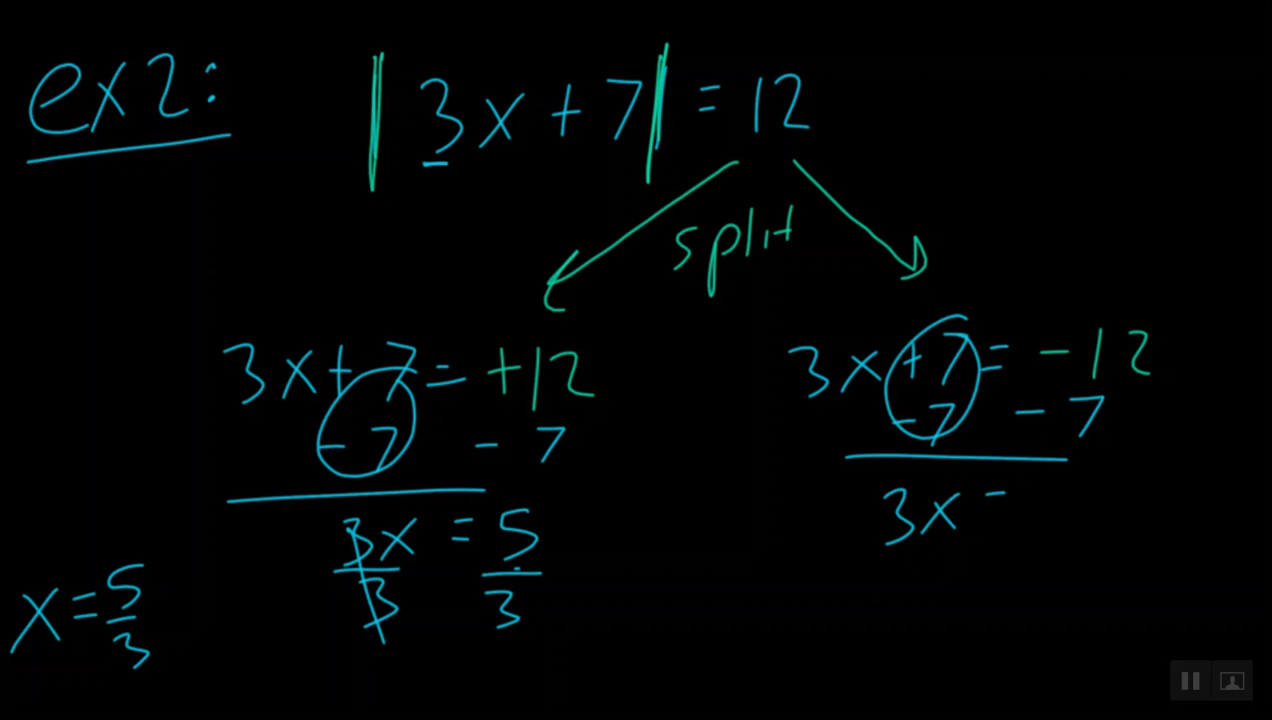 ex2: |3x+7| = 12
split
3x+7 = +12
-7 -7
3x = 5
3 3
x = 5/3
3x+7 = -12
-7 -7
3x -